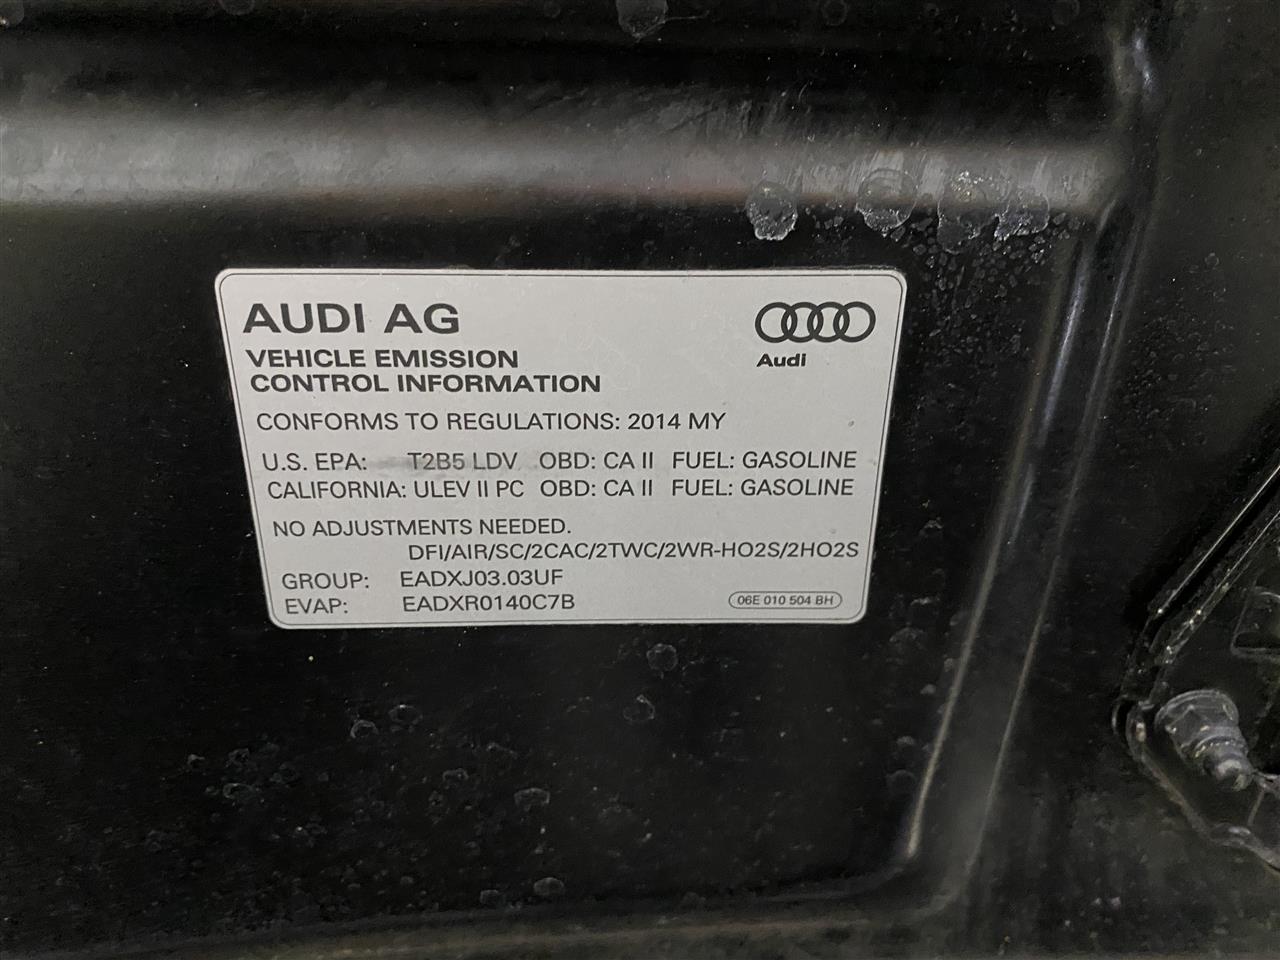 AUDI AG
Audi
VEHICLE EMISSION
CONTROL INFORMATION
CONFORMS TO REGULATIONS: 2014 MY
U.S. EPA: T2B5 LDV OBD: CA II FUEL: GASOLINE
CALIFORNIA: ULEV II PC OBD: CA II FUEL: GASOLINE
NO ADJUSTMENTS NEEDED.
DFI/AIR/SC/2CAC/2TWC/2WR-HO2S/2HO2S
GROUP: EADXJ03.03UF
EVAP: EADXR0140C7B
06E 010 504 BH